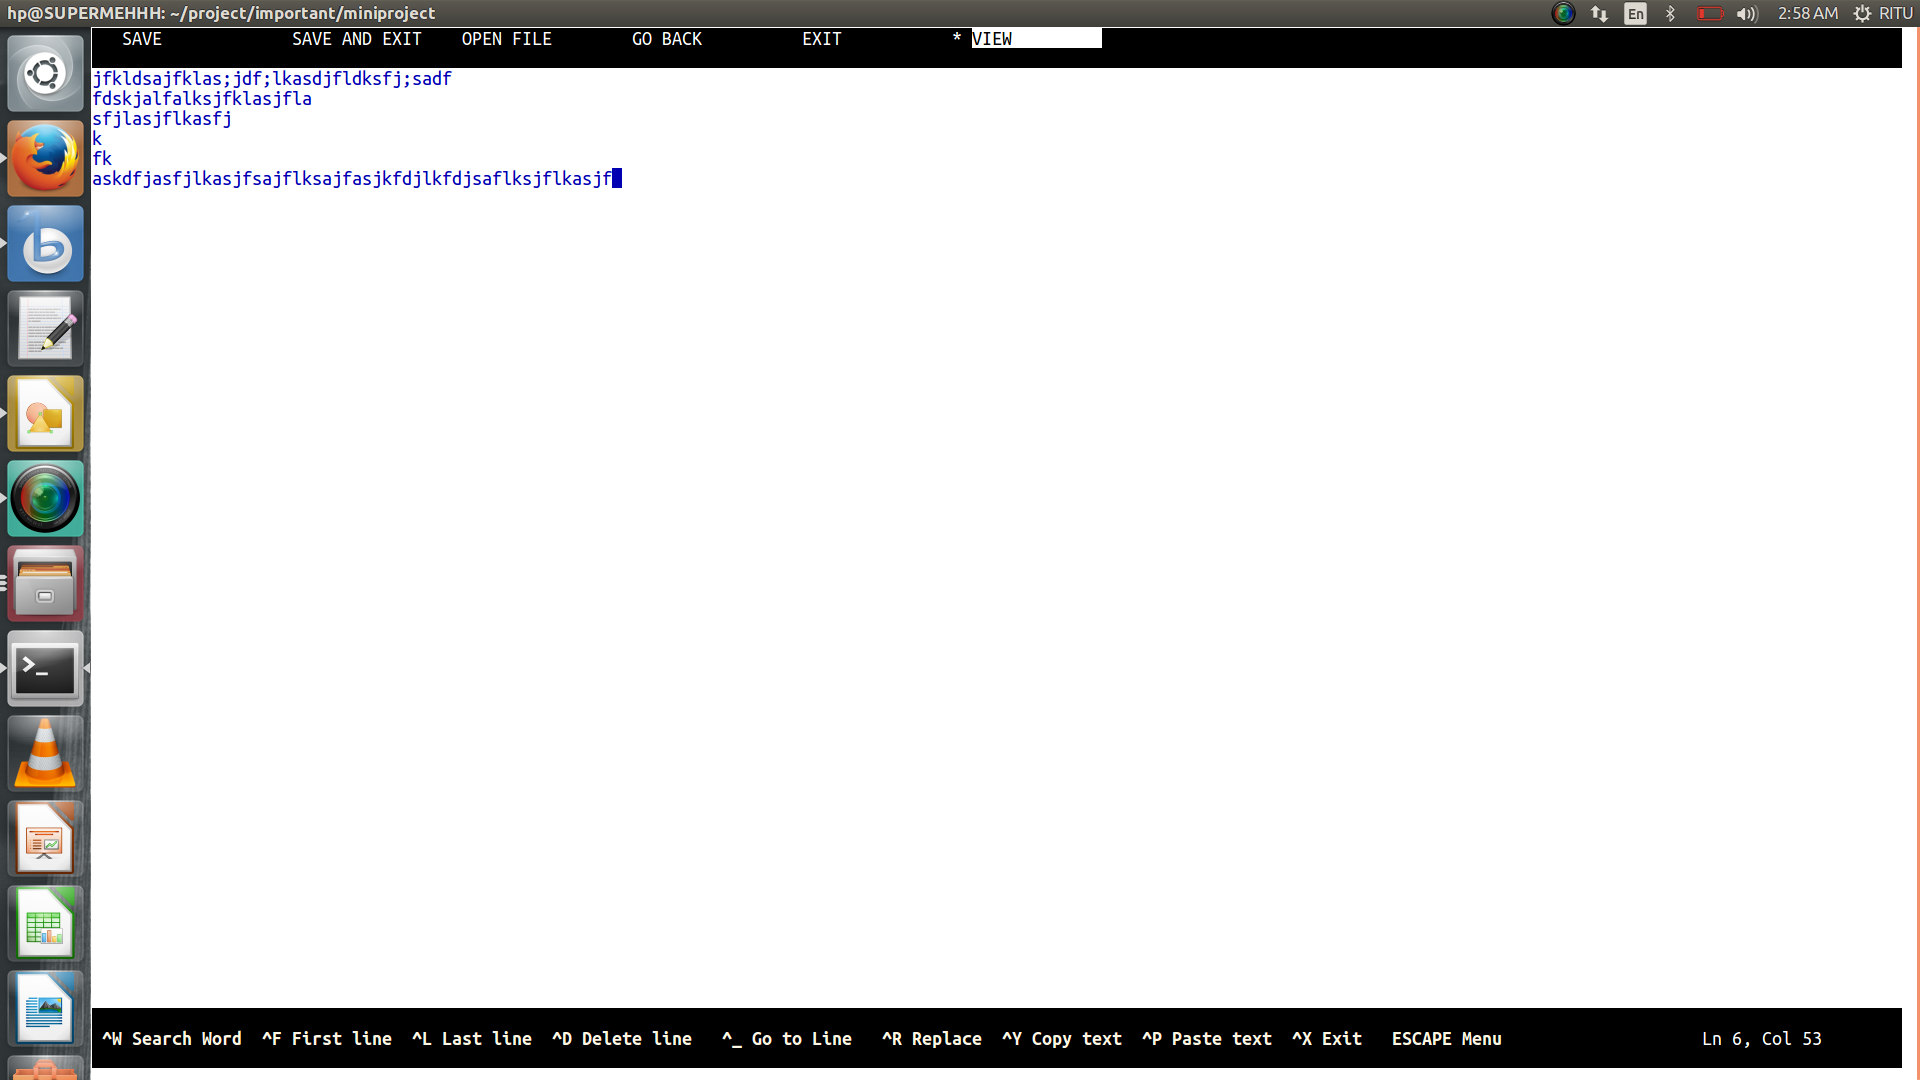 hp@SUPERMEHHH: ~/project/important/miniproject En 2:58 AM RITU
SAVE SAVE AND EXIT OPEN FILE GO BACK EXIT * VIEW
jfkldsajfklas;jdf;lkasdjfldksfj;sadf
fdskjalfalksjfklasjfla
sfjlasjflkasfj
k
fk
askdfjasfjlkasjfsajflksajfasjkfdjlkfdjsaflksjflkasjf
^W Search Word ^F First line ^L Last line ^D Delete line ^_ Go to Line ^R Replace ^Y Copy text ^P Paste text ^X Exit ESCAPE Menu Ln 6, Col 53